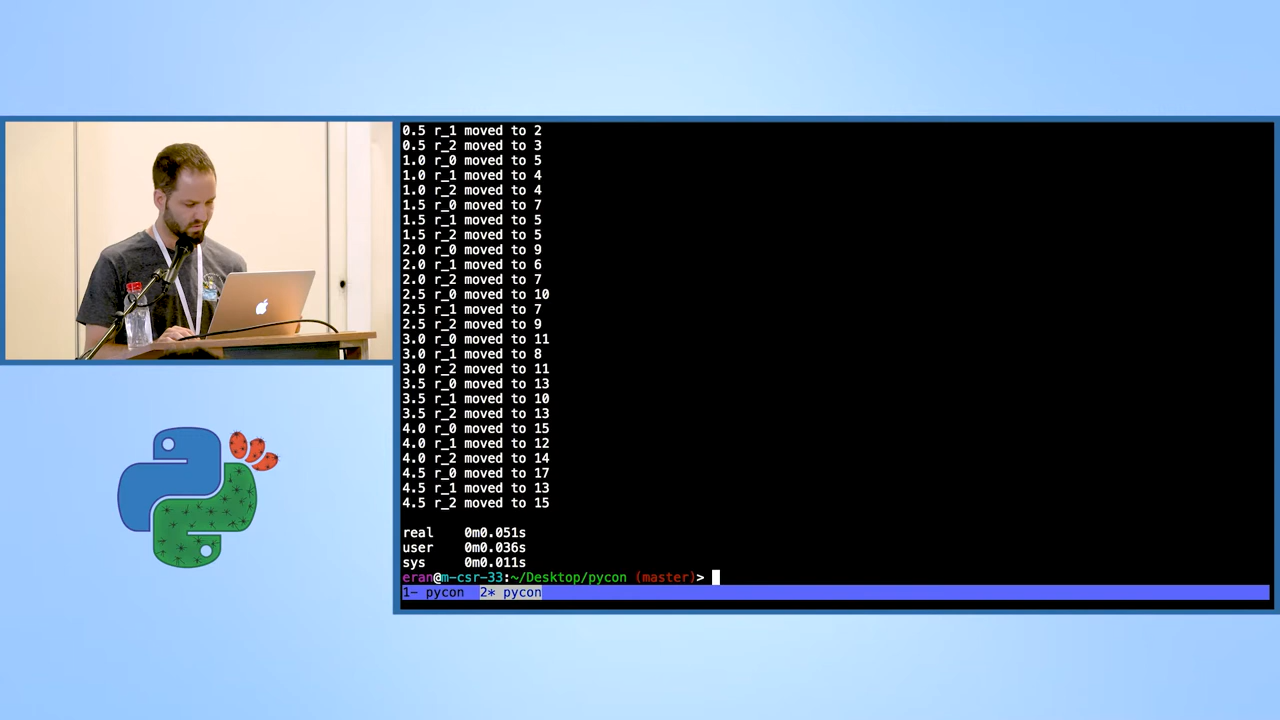 0.5 r_1 moved to 2
0.5 r_2 moved to 3
1.0 r_0 moved to 5
1.0 r_1 moved to 4
1.0 r_2 moved to 4
1.5 r_0 moved to 7
1.5 r_1 moved to 5
1.5 r_2 moved to 5
2.0 r_0 moved to 9
2.0 r_1 moved to 6
2.0 r_2 moved to 7
2.5 r_0 moved to 10
2.5 r_1 moved to 7
2.5 r_2 moved to 9
3.0 r_0 moved to 11
3.0 r_1 moved to 8
3.0 r_2 moved to 11
3.5 r_0 moved to 13
3.5 r_1 moved to 10
3.5 r_2 moved to 13
4.0 r_0 moved to 15
4.0 r_1 moved to 12
4.0 r_2 moved to 14
4.5 r_0 moved to 17
4.5 r_1 moved to 13
4.5 r_2 moved to 15
real 0m0.051s
user 0m0.036s
sys 0m0.011s
eran@m-csr-33:~/Desktop/pycon (master)>
1- pycon 2* pycon